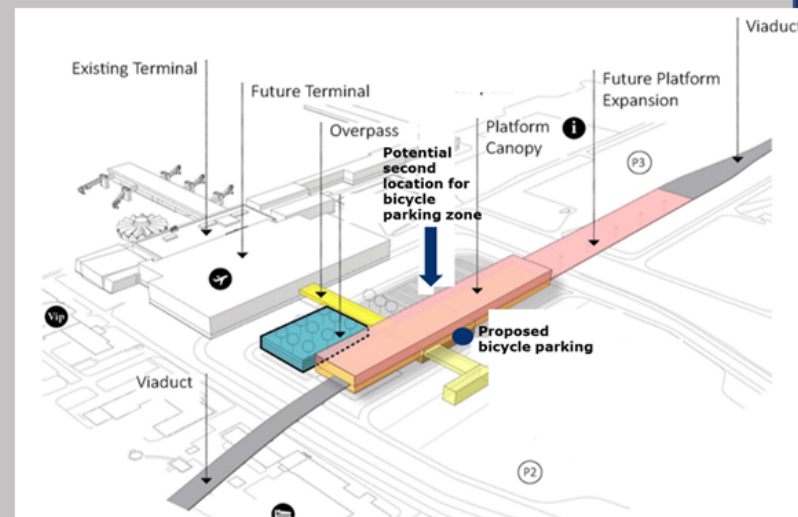 Viaduct
Existing Terminal
Future Terminal
Future Platform
Expansion
Overpass
Platform
Canopy
i
Potential
second
location for
bicycle
parking zone
P3
Vip
Proposed
bicycle parking
Viaduct
P2